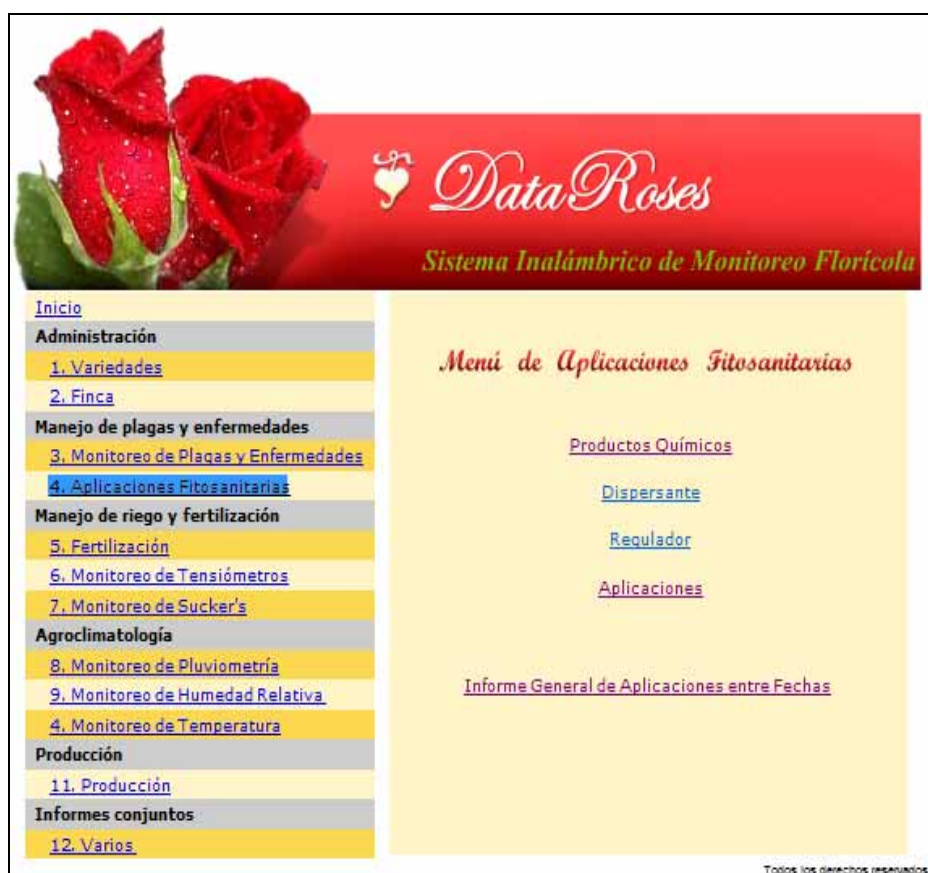 DataRoses
Sistema Inalámbrico de Monitoreo Florícola
Inicio
Administración
1. Variedades
2. Finca
Manejo de plagas y enfermedades
3. Monitoreo de Plagas y Enfermedades
4. Aplicaciones Fitosanitarias
Manejo de riego y fertilización
5. Fertilización
6. Monitoreo de Tensiómetros
7. Monitoreo de Sucker's
Agroclimatología
8. Monitoreo de Pluviometría
9. Monitoreo de Humedad Relativa
4. Monitoreo de Temperatura
Producción
11. Producción
Informes conjuntos
12. Varios
Menú de Aplicaciones Fitosanitarias
Productos Químicos
Dispersante
Regulador
Aplicaciones
Informe General de Aplicaciones entre Fechas
Todos los derechos reservados